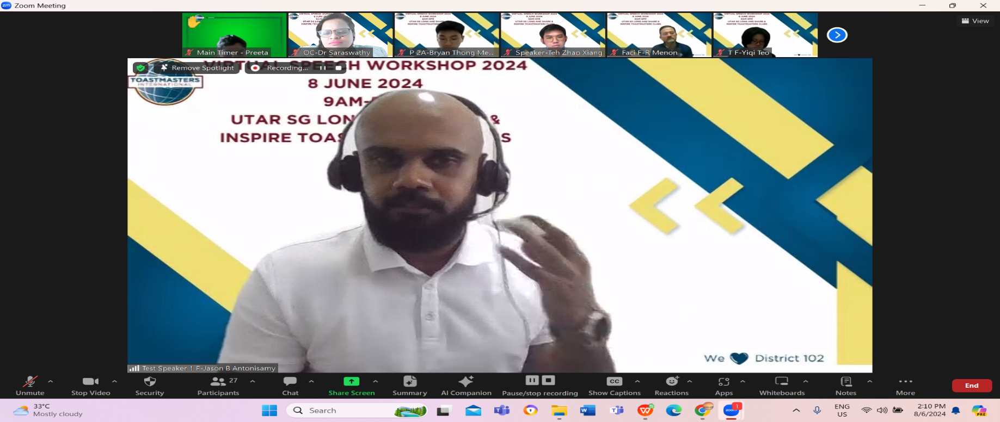 Zoom Meeting
View
Main Timer - Preeta
OC-Dr Saraswathy
P 2A-Bryan Thong Me...
Speaker-Teh Zhao Xiang
Faci F-R Menon
T F-Yiqi Teo
Remove Spotlight
Recording...
VIRTUAL SPEECH WORKSHOP 2024
8 JUNE 2024
9AM-
UTAR SG LON &
INSPIRE TOAS S
TOASTMASTERS
INTERNATIONAL
We District 102
Test Speaker 1 F-Jason B Antonisamy
27
Unmute
Stop Video
Security
Participants
Chat
Share Screen
Summary
AI Companion
Pause/stop recording
CC
Show Captions
Reactions
Apps
Whiteboards
Notes
More
End
33°C
Mostly cloudy
Search
zoom
1
ENG
US
2:10 PM
8/6/2024
PRE